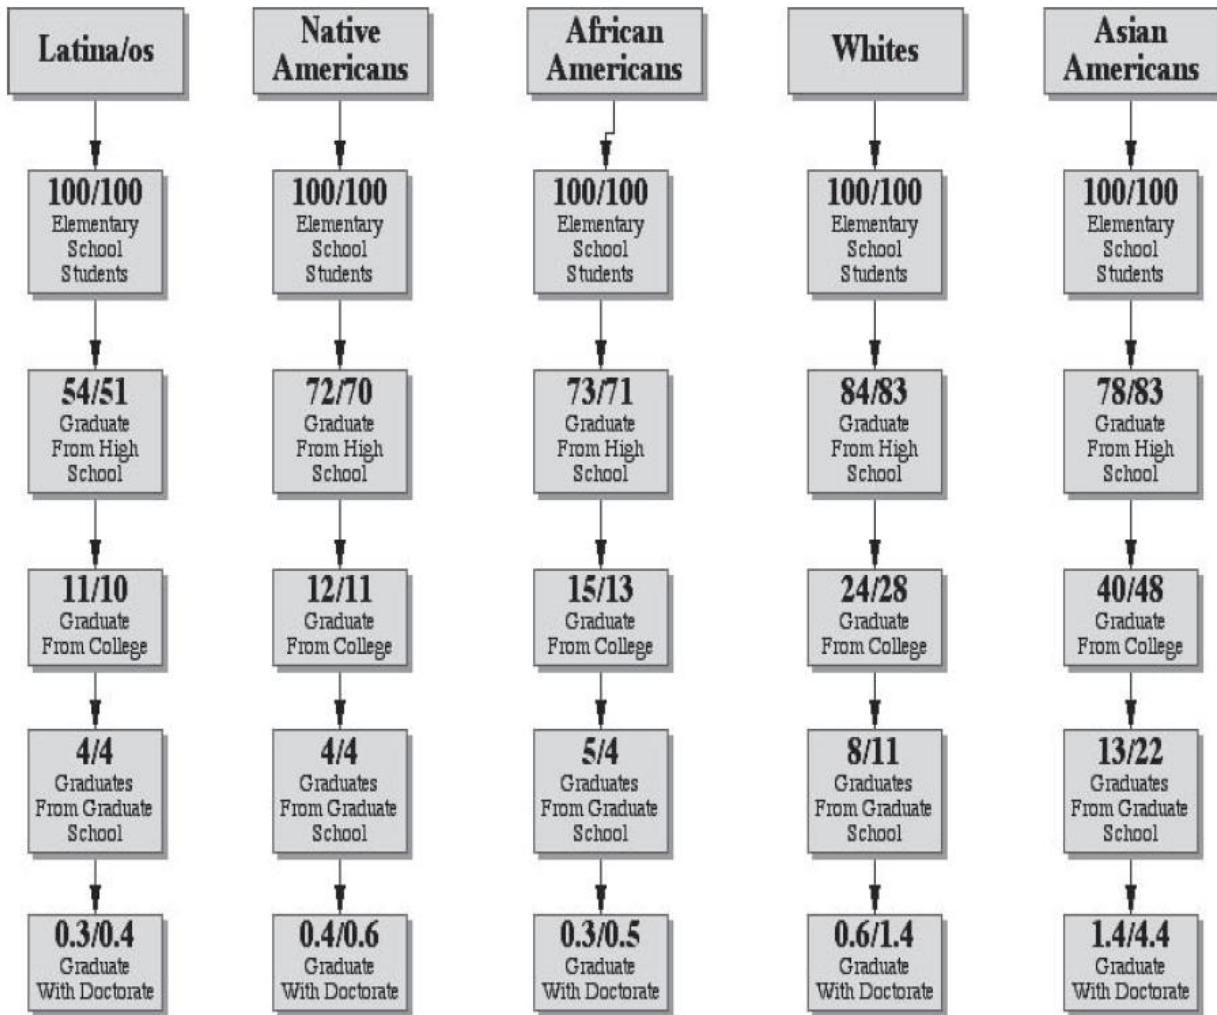 Latina/os
Native
Americans
African
Americans
Whites
Asian
Americans
100/100
Elementary
School
Students
100/100
Elementary
School
Students
100/100
Elementary
School
Students
100/100
Elementary
School
Students
100/100
Elementary
School
Students
54/51
Graduate
From High
School
72/70
Graduate
From High
School
73/71
Graduate
From High
School
84/83
Graduate
From High
School
78/83
Graduate
From High
School
11/10
Graduate
From College
12/11
Graduate
From College
15/13
Graduate
From College
24/28
Graduate
From College
40/48
Graduate
From College
4/4
Graduates
From Graduate
School
4/4
Graduates
From Graduate
School
5/4
Graduates
From Graduate
School
8/11
Graduates
From Graduate
School
13/22
Graduates
From Graduate
School
0.3/0.4
Graduate
With Doctorate
0.4/0.6
Graduate
With Doctorate
0.3/0.5
Graduate
With Doctorate
0.6/1.4
Graduate
With Doctorate
1.4/4.4
Graduate
With Doctorate